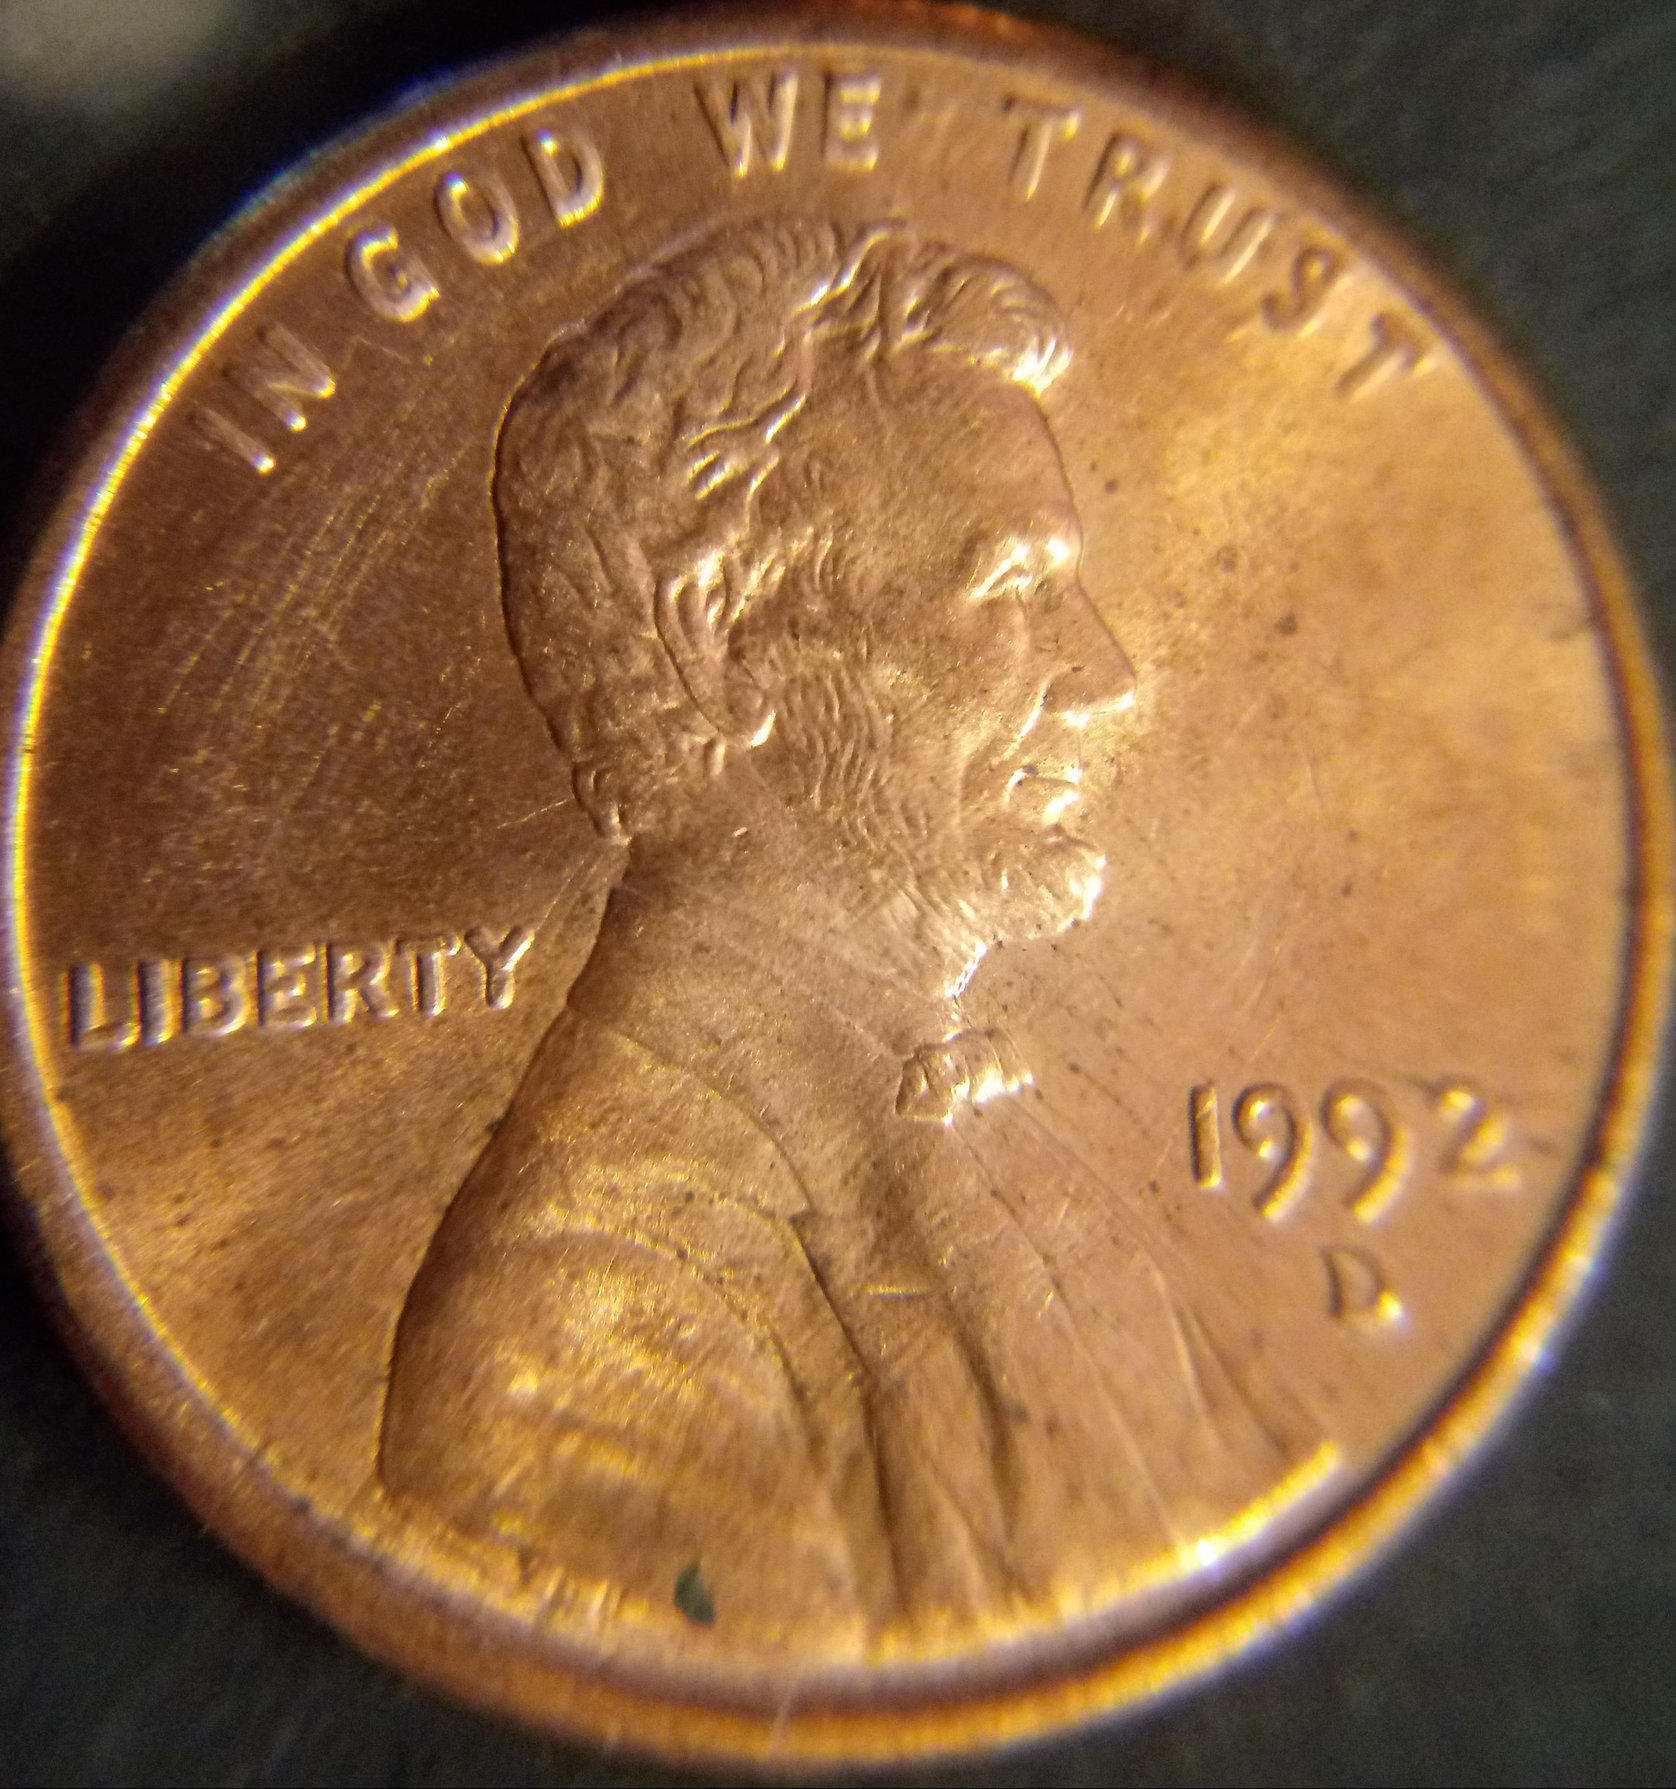 IN GOD WE TRUST
LIBERTY
1992
D